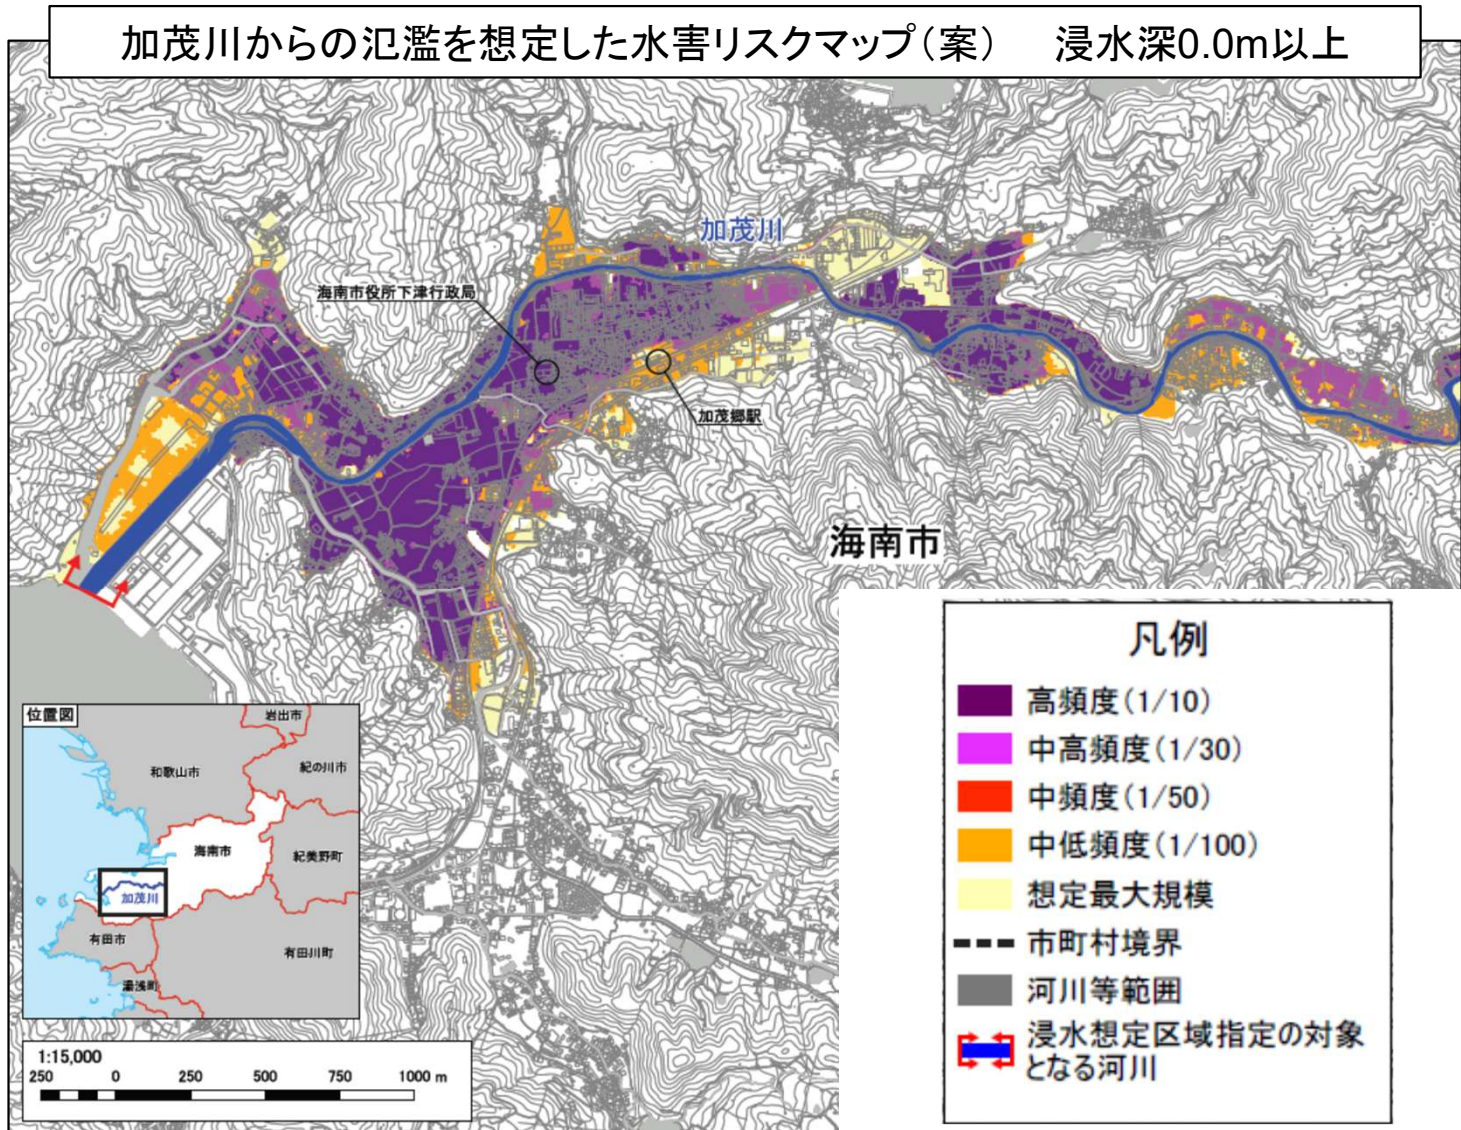 加茂川からの氾濫を想定した水害リスクマップ(案)　浸水深0.0m以上
加茂川
海南市役所下津行政局
加茂郷駅
海南市
凡例
高頻度(1/10)
中高頻度(1/30)
中頻度(1/50)
中低頻度(1/100)
想定最大規模
市町村境界
河川等範囲
浸水想定区域指定の対象
となる河川
位置図
岩出市
和歌山市
紀の川市
海南市
紀美野町
加茂川
有田市
有田川町
湯浅町
1:15,000
250 0 250 500 750 1000 m